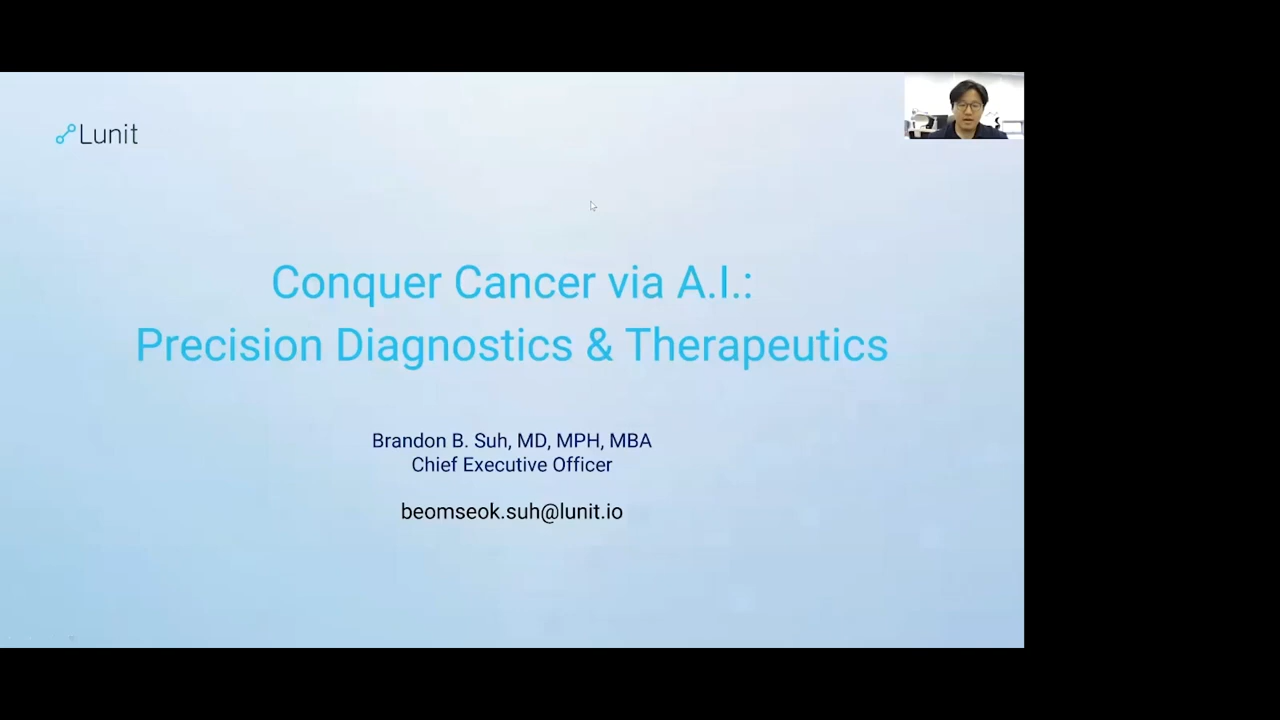 Lunit
Conquer Cancer via A.I.:
Precision Diagnostics & Therapeutics
Brandon B. Suh, MD, MPH, MBA
Chief Executive Officer
beomseok.suh@lunit.io